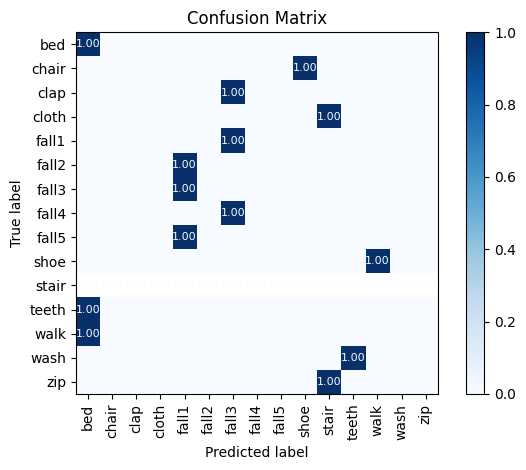 Confusion Matrix
True label
bed 1.00
chair 1.00
clap 1.00
cloth 1.00
fall1 1.00
fall2 1.00
fall3 1.00
fall4 1.00
fall5 1.00
shoe 1.00
stair
teeth 1.00
walk 1.00
wash 1.00
zip 1.00
bed chair clap cloth fall1 fall2 fall3 fall4 fall5 shoe stair teeth walk wash zip
Predicted label
1.0
0.8
0.6
0.4
0.2
0.0